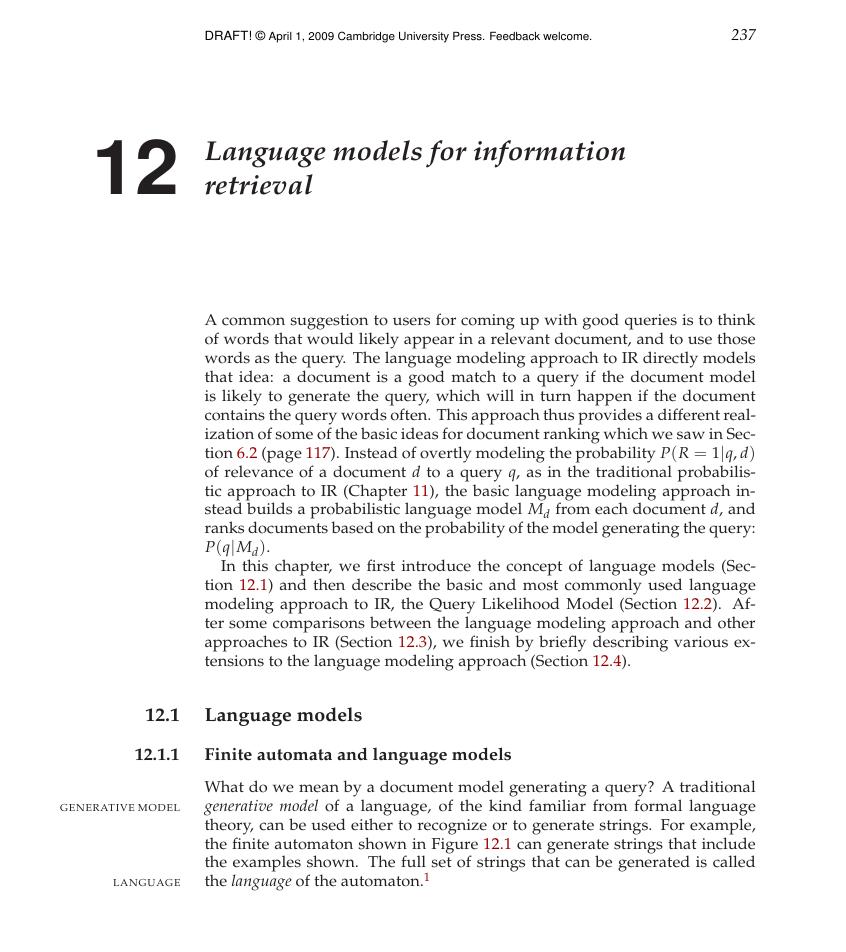 DRAFT! © April 1, 2009 Cambridge University Press. Feedback welcome. 237
12 Language models for information
retrieval
A common suggestion to users for coming up with good queries is to think
of words that would likely appear in a relevant document, and to use those
words as the query. The language modeling approach to IR directly models
that idea: a document is a good match to a query if the document model
is likely to generate the query, which will in turn happen if the document
contains the query words often. This approach thus provides a different real-
ization of some of the basic ideas for document ranking which we saw in Sec-
tion 6.2 (page 117). Instead of overtly modeling the probability P(R = 1|q, d)
of relevance of a document d to a query q, as in the traditional probabilis-
tic approach to IR (Chapter 11), the basic language modeling approach in-
stead builds a probabilistic language model M_d from each document d, and
ranks documents based on the probability of the model generating the query:
P(q|M_d).
In this chapter, we first introduce the concept of language models (Sec-
tion 12.1) and then describe the basic and most commonly used language
modeling approach to IR, the Query Likelihood Model (Section 12.2). Af-
ter some comparisons between the language modeling approach and other
approaches to IR (Section 12.3), we finish by briefly describing various ex-
tensions to the language modeling approach (Section 12.4).
12.1 Language models
12.1.1 Finite automata and language models
What do we mean by a document model generating a query? A traditional
GENERATIVE MODEL generative model of a language, of the kind familiar from formal language
theory, can be used either to recognize or to generate strings. For example,
the finite automaton shown in Figure 12.1 can generate strings that include
the examples shown. The full set of strings that can be generated is called
LANGUAGE the language of the automaton.¹